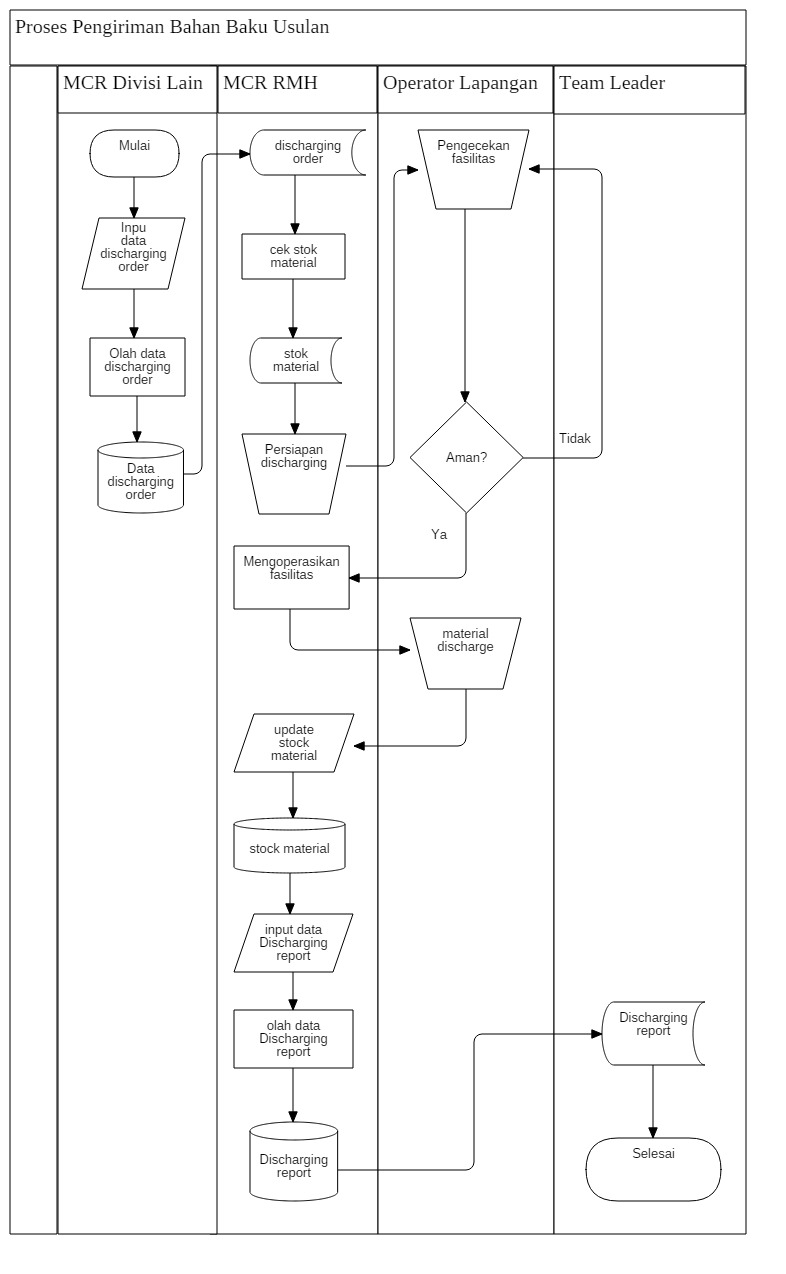 Proses Pengiriman Bahan Baku Usulan
MCR Divisi Lain
MCR RMH
Operator Lapangan
Team Leader
Mulai
Inpu
data
discharging
order
Olah data
discharging
order
Data
discharging
order
discharging
order
cek stok
material
stok
material
Persiapan
discharging
Pengecekan
fasilitas
Aman?
Tidak
Ya
Mengoperasikan
fasilitas
material
discharge
update
stock
material
stock material
input data
Discharging
report
olah data
Discharging
report
Discharging
report
Discharging
report
Selesai